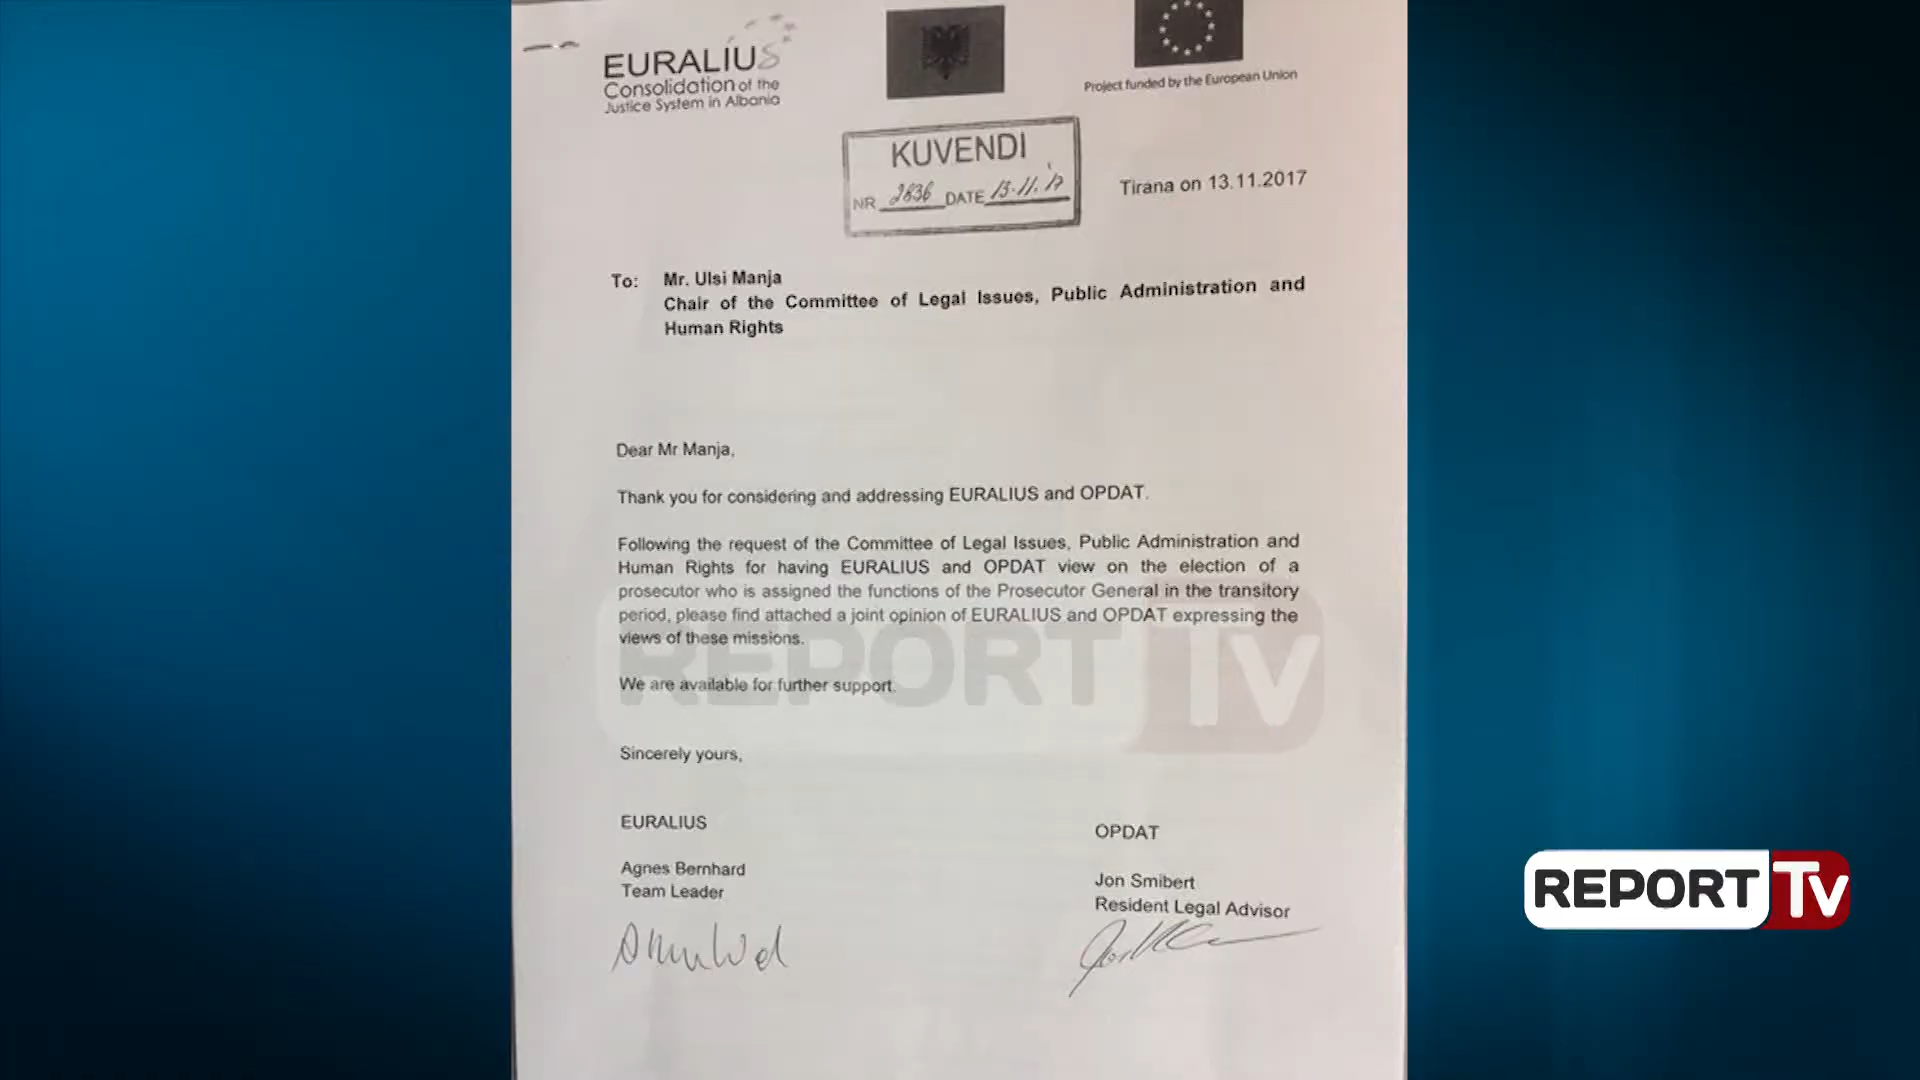 EURALIUS
Consolidation of the
Justice System in Albania
Project funded by the European Union
KUVENDI
NR 2636 DATE 13.11.17
Tirana on 13.11.2017
To: Mr. Ulsi Manja
Chair of the Committee of Legal Issues, Public Administration and
Human Rights
Dear Mr Manja,
Thank you for considering and addressing EURALIUS and OPDAT.
Following the request of the Committee of Legal Issues, Public Administration and
Human Rights for having EURALIUS and OPDAT view on the election of a
prosecutor who is assigned the functions of the Prosecutor General in the transitory
period, please find attached a joint opinion of EURALIUS and OPDAT expressing the
views of these missions.
REPORT TV
We are available for further support.
Sincerely yours,
EURALIUS
OPDAT
Agnes Bernhard
Team Leader
Jon Smibert
Resident Legal Advisor
REPORT TV